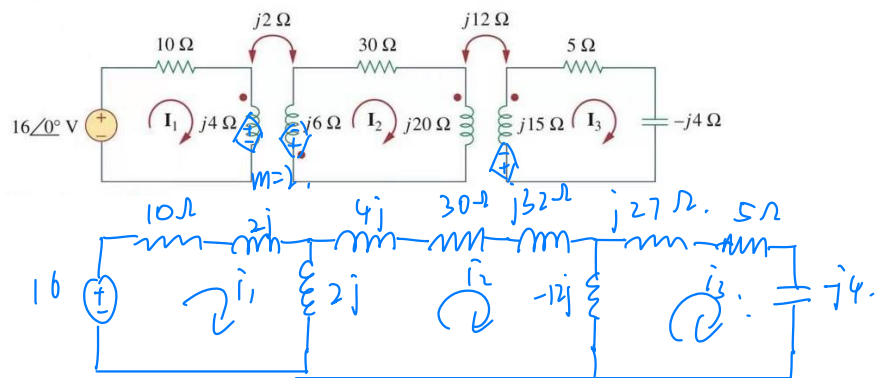 j2 Ω j12 Ω
10 Ω 30 Ω 5 Ω
16/0° V I₁ j4 Ω j6 Ω I₂ j20 Ω j15 Ω I₃ −j4 Ω
m=2.
10Ω 2j 4j 30Ω j32Ω j27Ω. 5Ω
16 i₁ 2j i₂ -12j i₃ -j4.